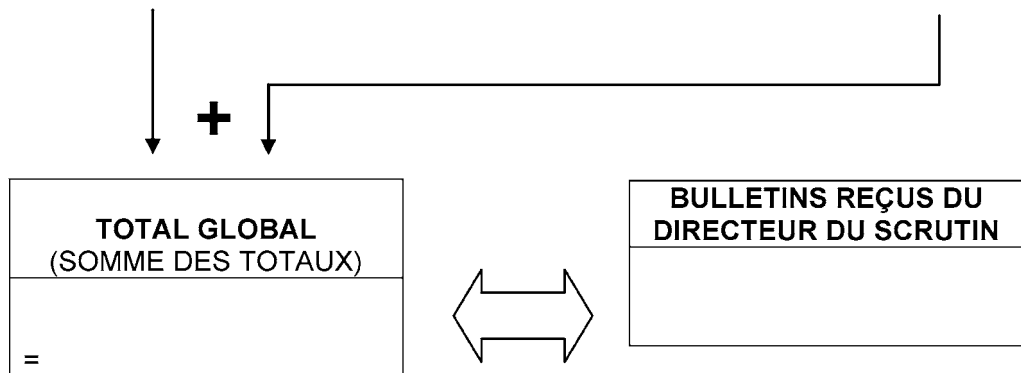 +
TOTAL GLOBAL
(SOMME DES TOTAUX)
=
BULLETINS REÇUS DU
DIRECTEUR DU SCRUTIN